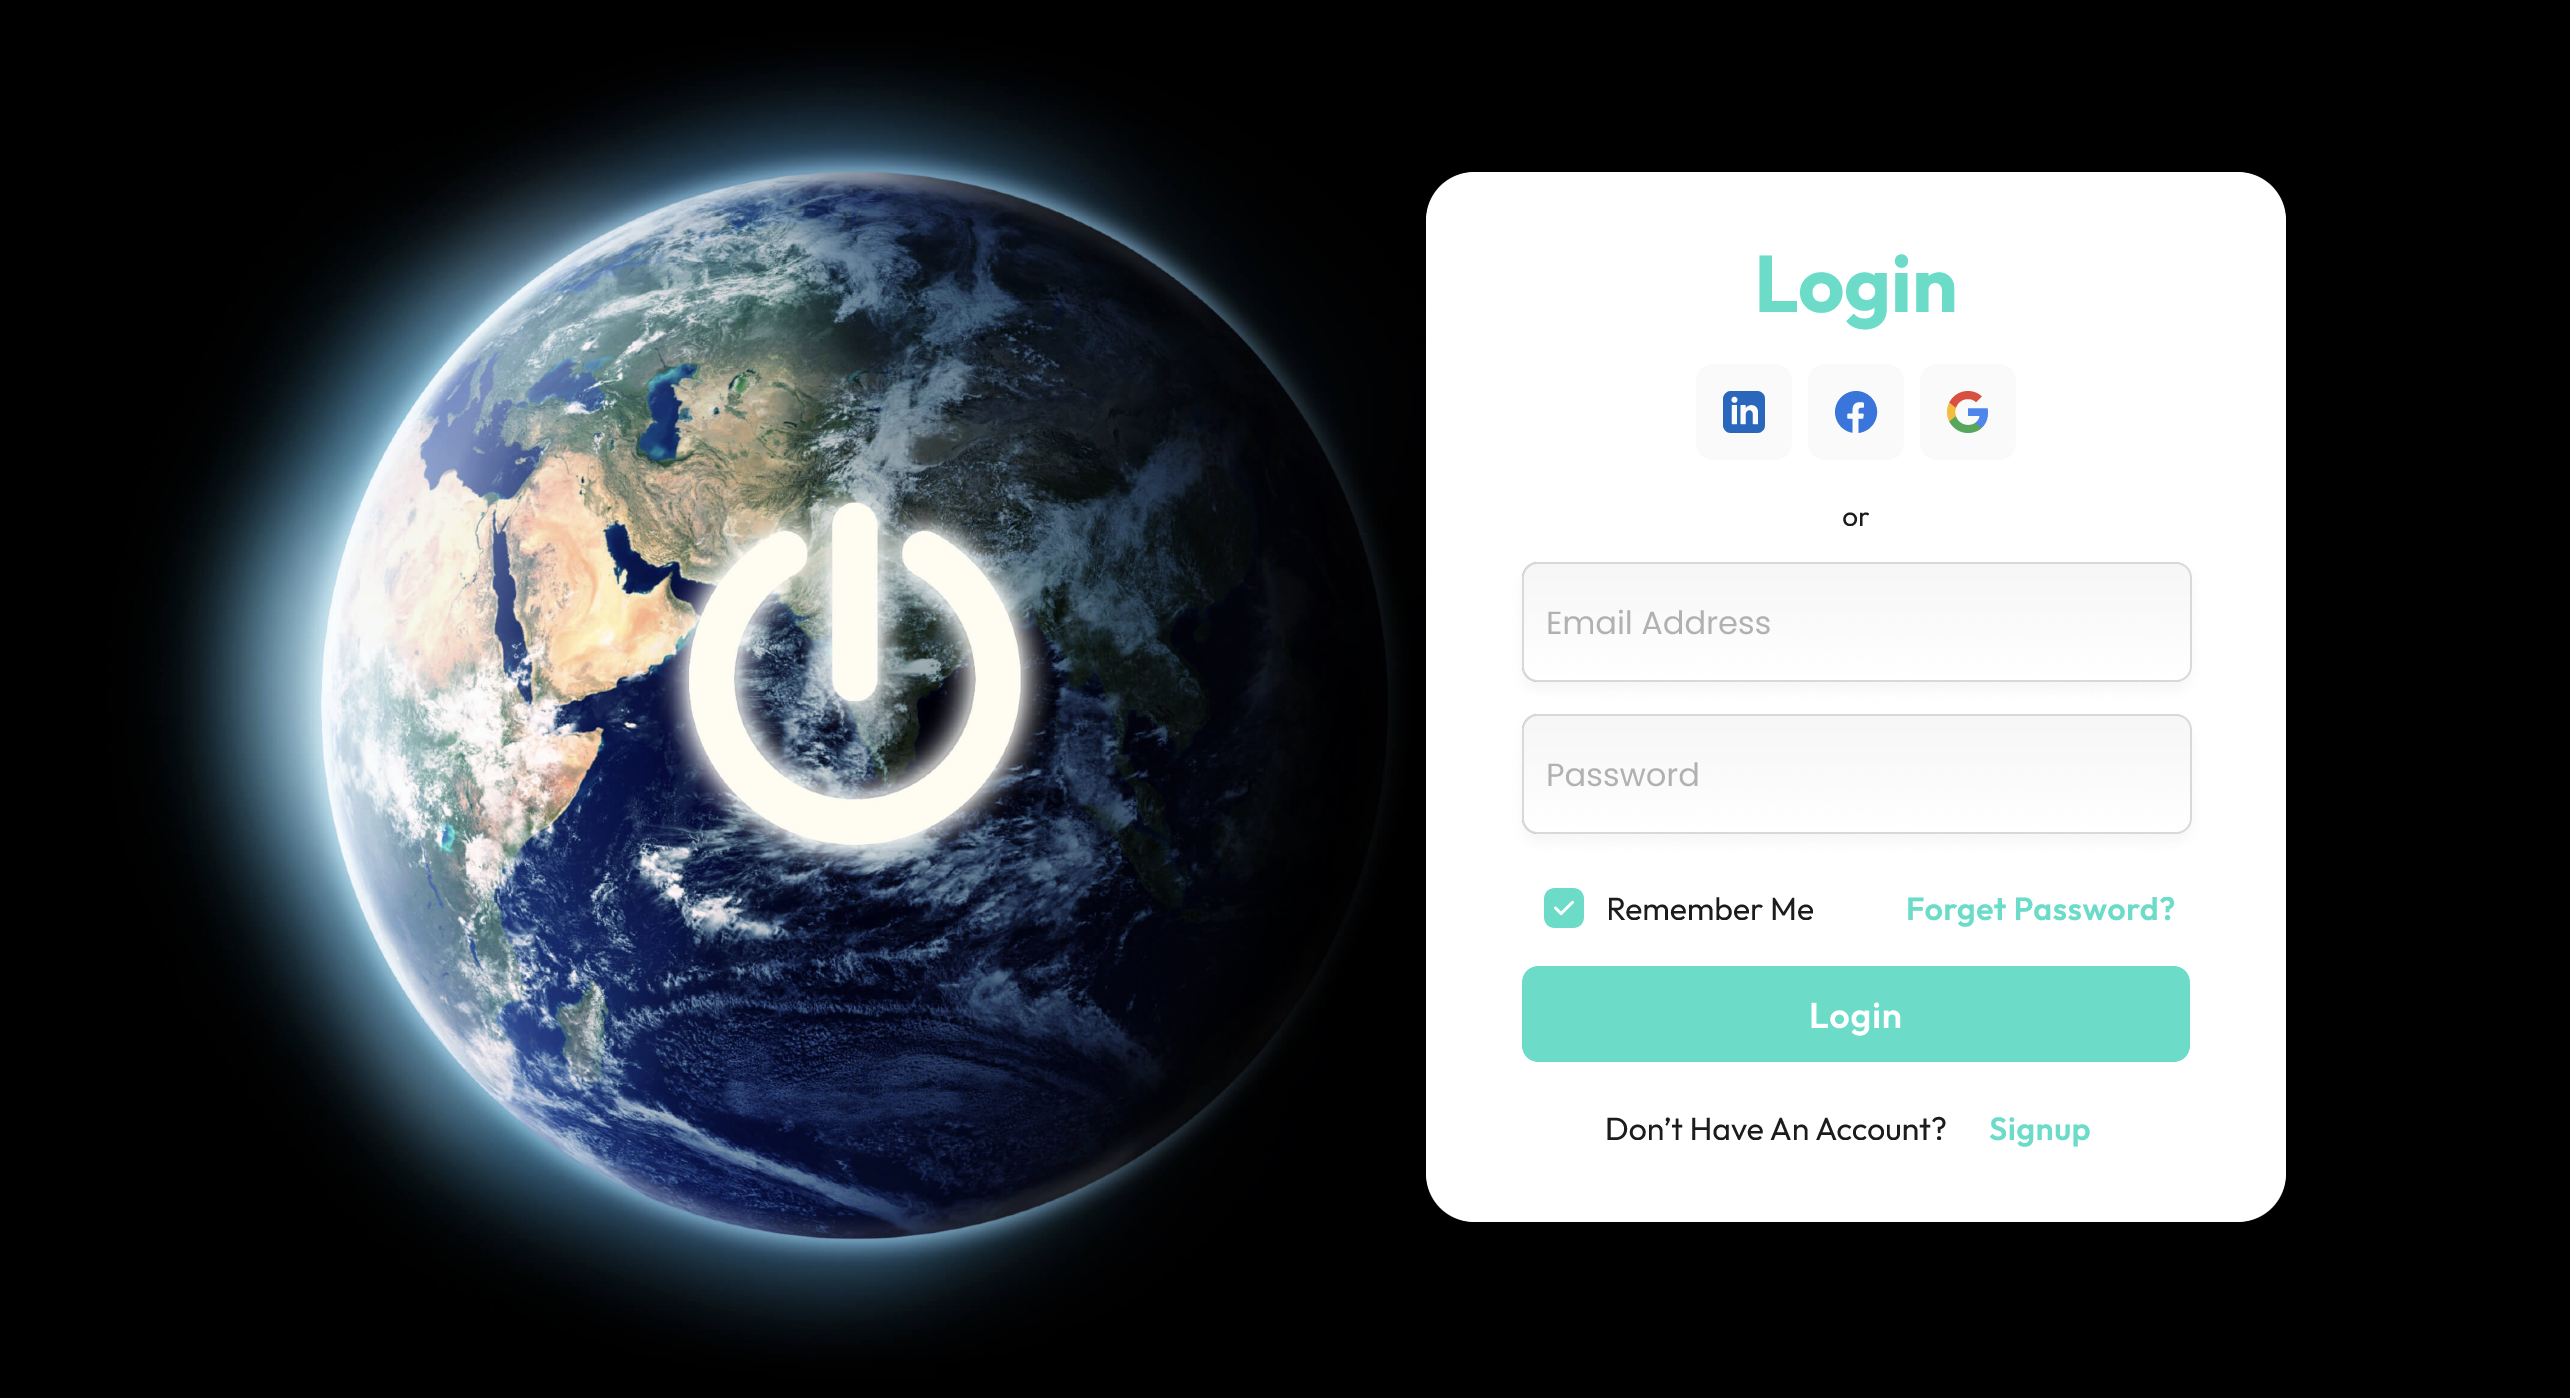 Login
in
or
Email Address
Password
Remember Me
Forget Password?
Login
Don’t Have An Account?
Signup